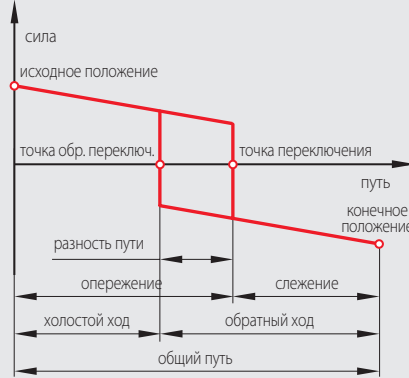 сила
исходное положение
точка обр. переключ.
точка переключения
путь
конечное
положение
разность пути
опережение
слежение
холостой ход
обратный ход
общий путь